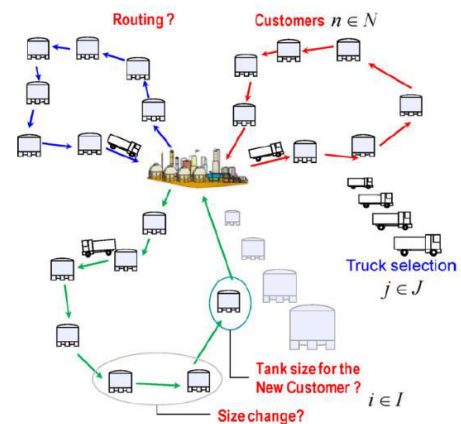 Routing ?
Customers n ∈ N
Truck selection
j ∈ J
Tank size for the
New Customer ?
i ∈ I
Size change?